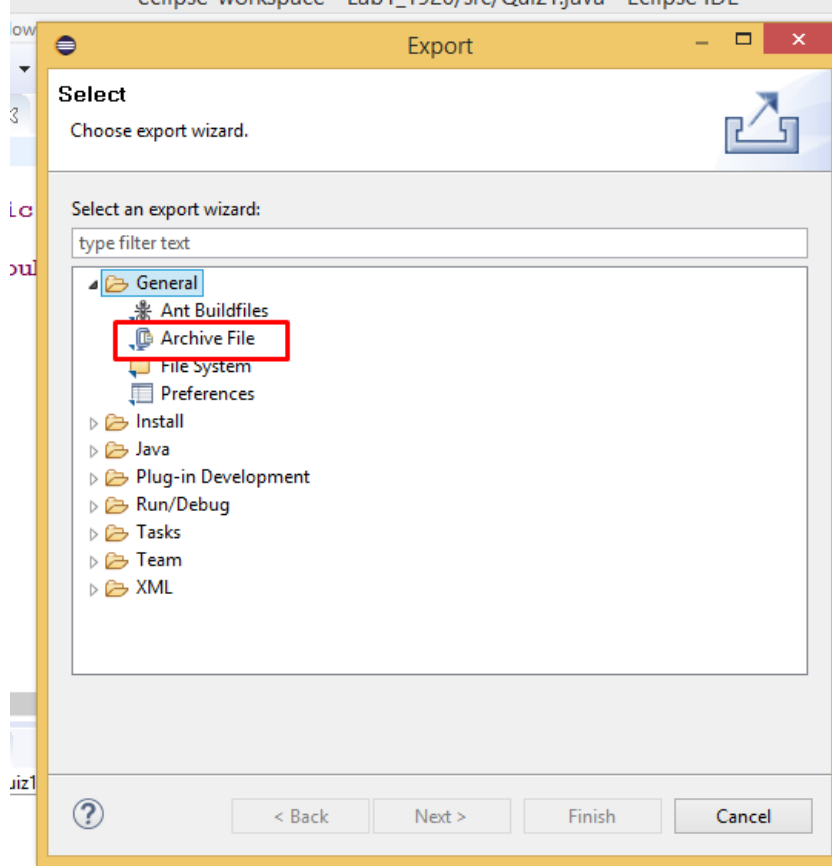 Export
Select
Choose export wizard.
Select an export wizard:
type filter text
General
Ant Buildfiles
Archive File
File System
Preferences
Install
Java
Plug-in Development
Run/Debug
Tasks
Team
XML
< Back
Next >
Finish
Cancel